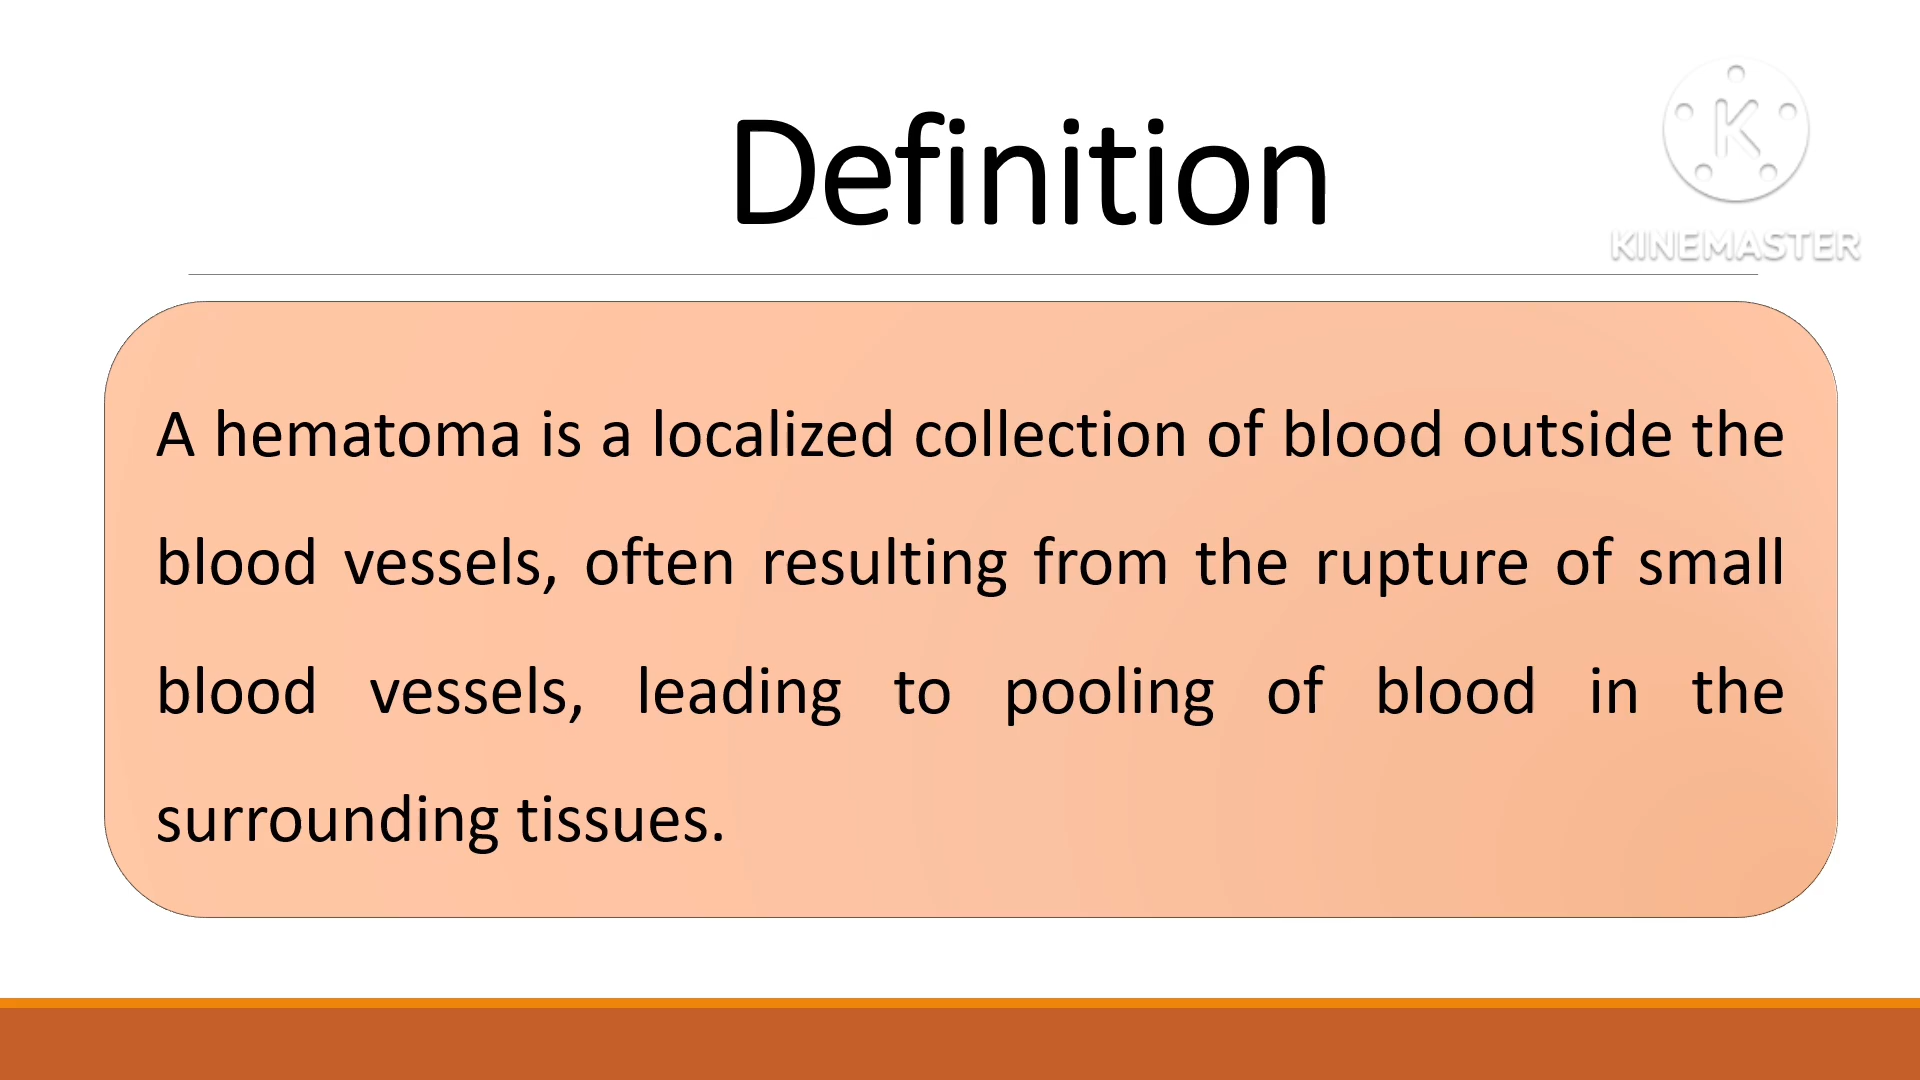 Definition
K
KINEMASTER
A hematoma is a localized collection of blood outside the
blood vessels, often resulting from the rupture of small
blood vessels, leading to pooling of blood in the
surrounding tissues.